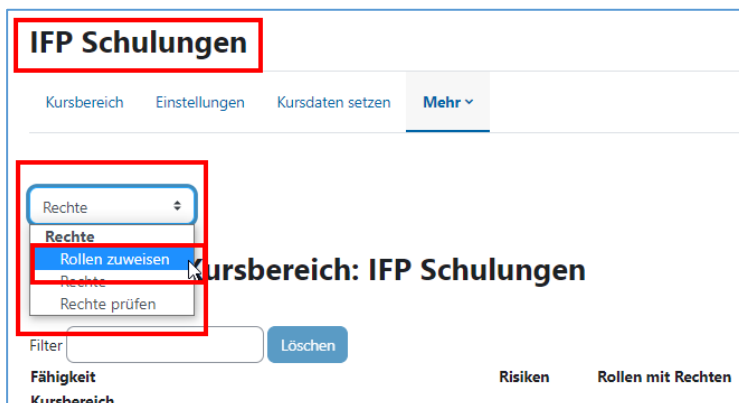 IFP Schulungen
Kursbereich Einstellungen Kursdaten setzen Mehr
Rechte
Rechte
Rollen zuweisen
Kursbereich: IFP Schulungen
Rechte
Rechte prüfen
Filter Löschen
Fähigkeit Risiken Rollen mit Rechten
Kursbereich